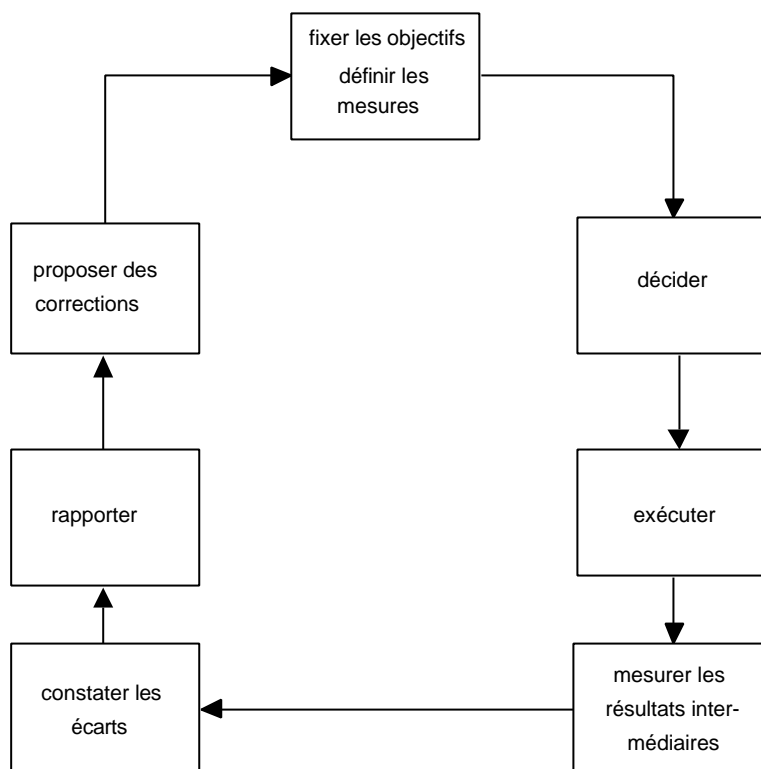 fixer les objectifs
définir les
mesures
décider
exécuter
mesurer les
résultats inter-
médiaires
constater les
écarts
rapporter
proposer des
corrections